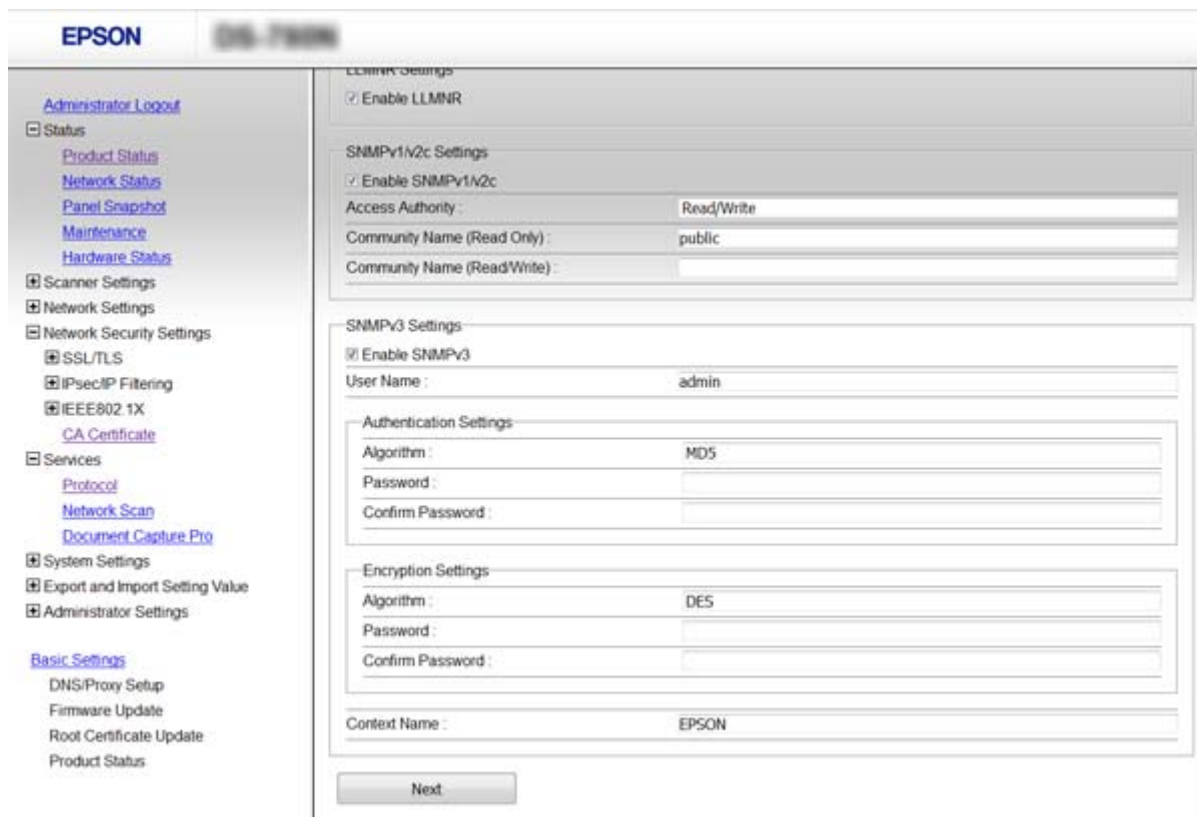 EPSON
Administrator Logout
Status
Product Status
Network Status
Panel Snapshot
Maintenance
Hardware Status
Scanner Settings
Network Settings
Network Security Settings
SSL/TLS
IPsec/IP Filtering
IEEE802.1X
CA Certificate
Services
Protocol
Network Scan
Document Capture Pro
System Settings
Export and Import Setting Value
Administrator Settings
Basic Settings
DNS/Proxy Setup
Firmware Update
Root Certificate Update
Product Status
LLMNR Settings
Enable LLMNR
SNMPv1/v2c Settings
Enable SNMPv1/v2c
Access Authority : Read/Write
Community Name (Read Only) : public
Community Name (Read/Write) :
SNMPv3 Settings
Enable SNMPv3
User Name : admin
Authentication Settings
Algorithm : MD5
Password :
Confirm Password :
Encryption Settings
Algorithm : DES
Password :
Confirm Password :
Context Name : EPSON
Next